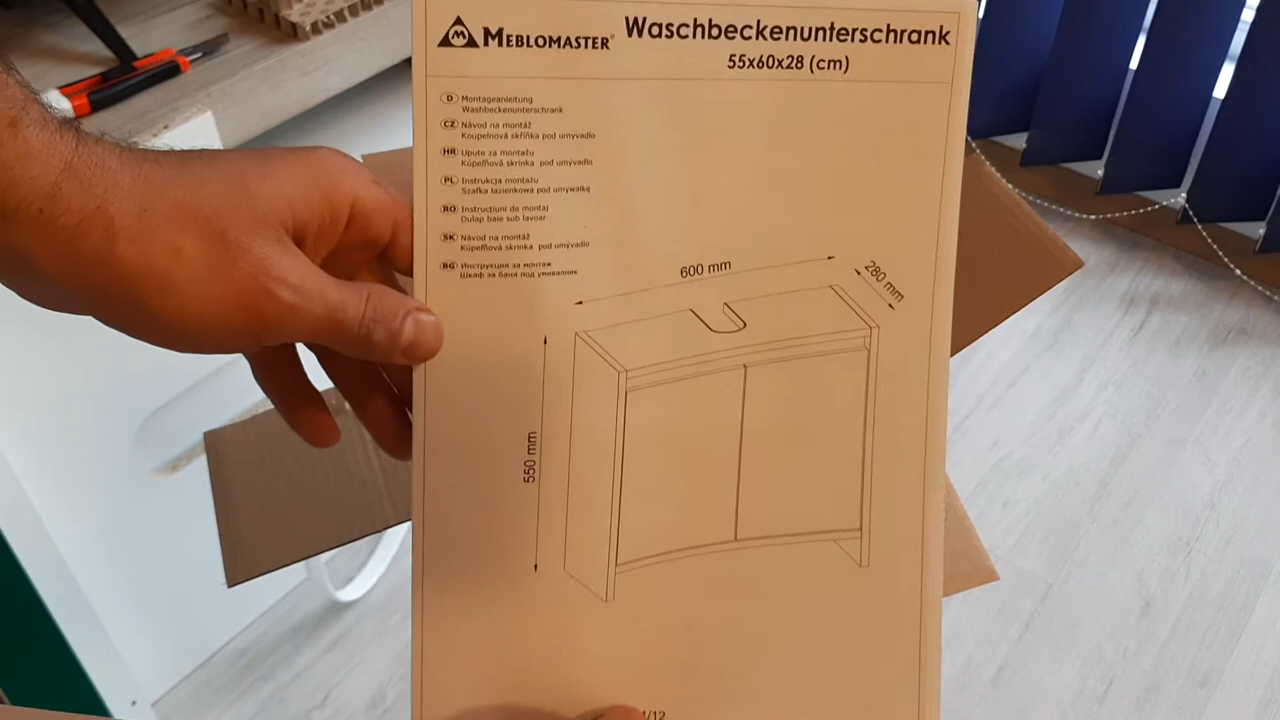 MEBLOMASTER® Waschbeckenunterschrank
55x60x28 (cm)
D Montageanleitung
Washbeckenunterschrank
CZ Návod na montáž
Koupelnová skříňka pod umyvadlo
HR Upute za montažu
Kúpeľňová skrinka pod umývadlo
PL Instrukcja montażu
Szafka łazienkowa pod umywalkę
RO Instrucţiuni de montaj
Dulap baie sub lavoar
SK Návod na montáž
Kúpeľňová skrinka pod umývadlo
BG Инструкция за монтаж
Шкаф за баня под умивалник
600 mm
280 mm
550 mm
1/12